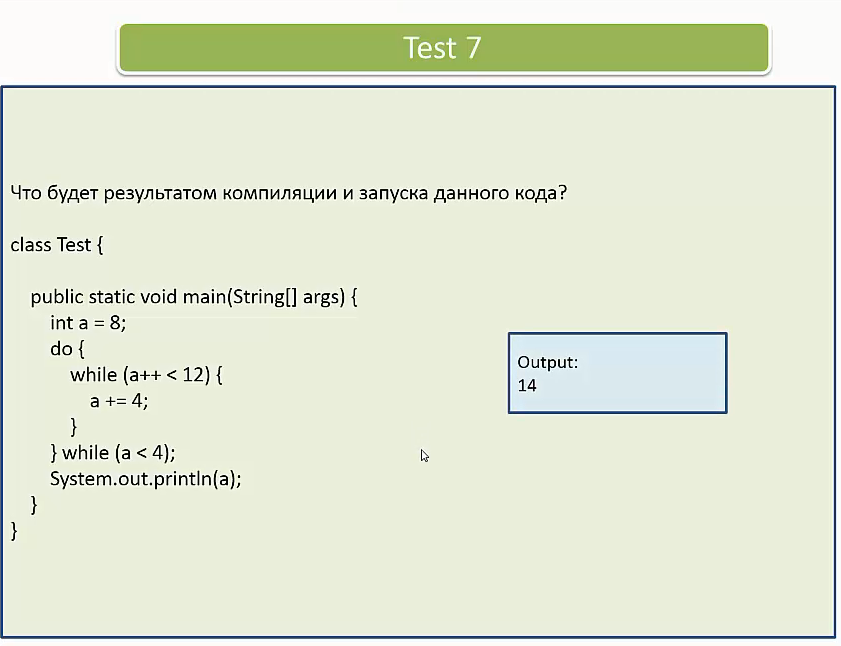 Test 7
Что будет результатом компиляции и запуска данного кода?
class Test {
public static void main(String[] args) {
int a = 8;
do {
while (a++ < 12) {
a += 4;
}
} while (a < 4);
System.out.println(a);
}
}
Output:
14